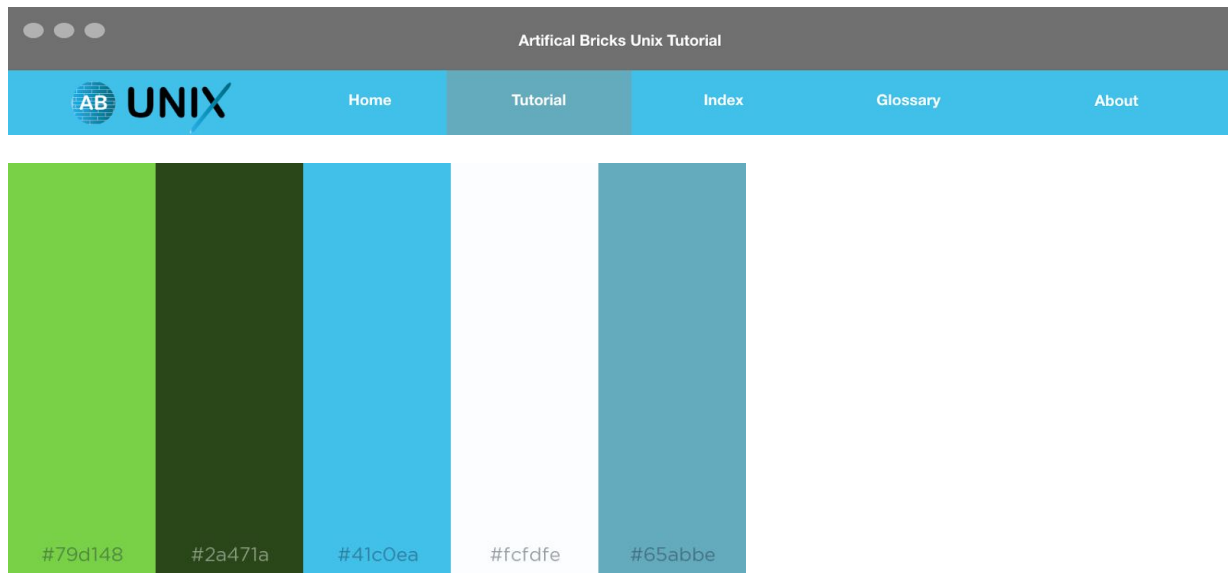 Artifical Bricks Unix Tutorial
AB UNIX Home Tutorial Index Glossary About
#79d148 #2a471a #41c0ea #fcfdfe #65abbe